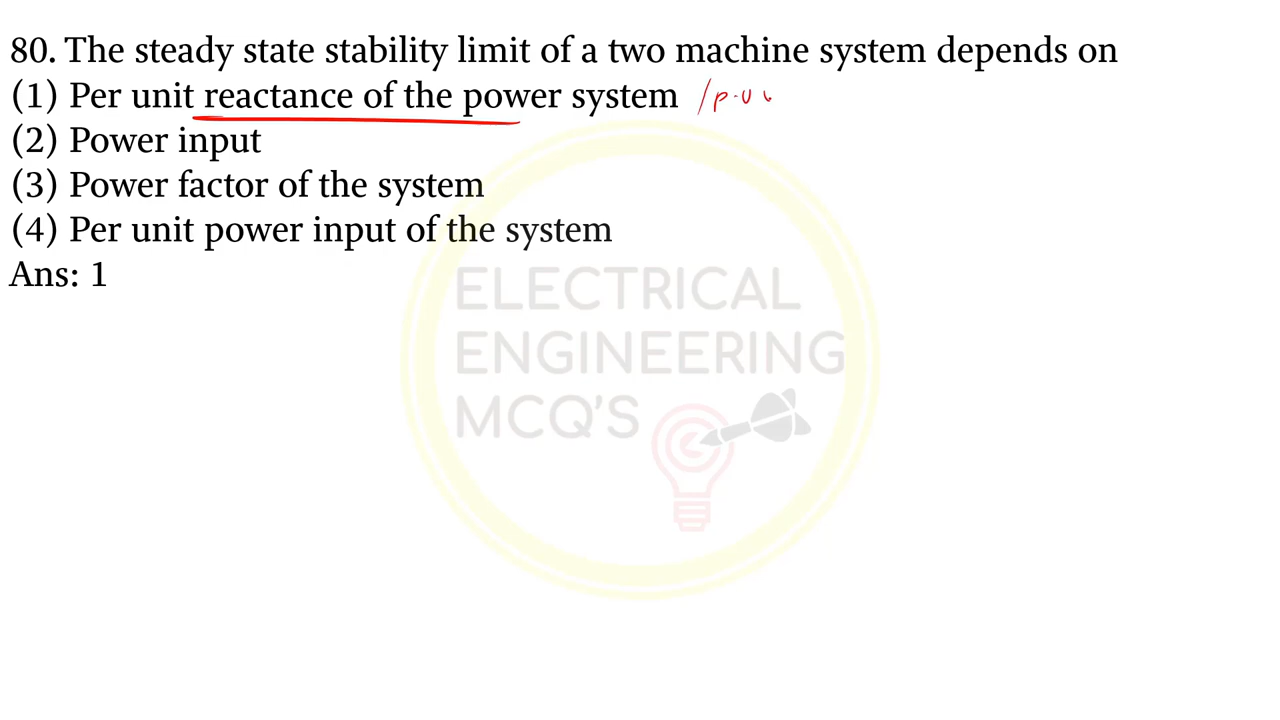 80. The steady state stability limit of a two machine system depends on
(1) Per unit reactance of the power system
(2) Power input
(3) Power factor of the system
(4) Per unit power input of the system
Ans: 1
ELECTRICAL
ENGINEERING
MCQ'S